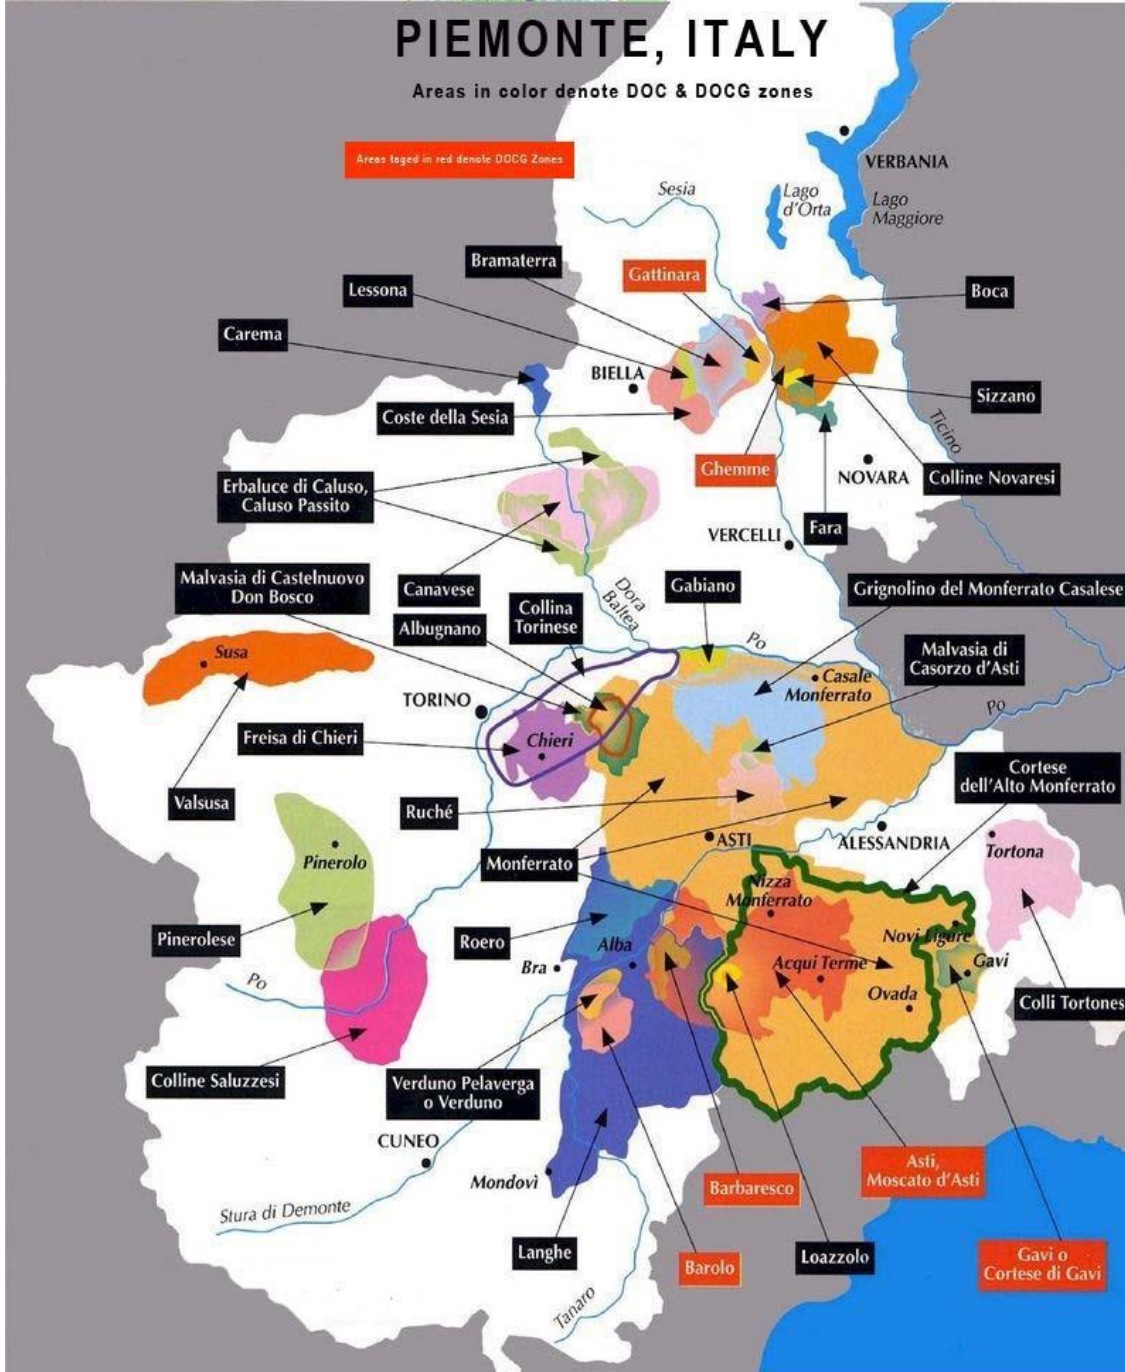 PIEMONTE, ITALY
Areas in color denote DOC & DOCG zones
Areas taged in red denote DOCG Zones
VERBANIA
Sesia
Lago
d'Orta
Lago
Maggiore
Bramaterra
Gattinara
Lessona
Boca
Carema
BIELLA
Sizzano
Coste della Sesia
Ticino
Ghemme
NOVARA
Colline Novaresi
Erbaluce di Caluso,
Caluso Passito
Fara
VERCELLI
Malvasia di Castelnuovo
Don Bosco
Canavese
Dora
Baltea
Gabiano
Grignolino del Monferrato Casalese
Collina
Torinese
Albugnano
Po
Malvasia di
Casorzo d'Asti
Susa
Casale
Monferrato
TORINO
Po
Freisa di Chieri
Chieri
Cortese
dell'Alto Monferrato
Valsusa
Ruché
ASTI
ALESSANDRIA
Tortona
Pinerolo
Monferrato
Nizza
Monferrato
Pinerolese
Roero
Alba
Novi Ligure
Bra
Acqui Terme
Gavi
Po
Ovada
Colli Tortones
Colline Saluzzesi
Verduno Pelaverga
o Verduno
CUNEO
Asti,
Moscato d'Asti
Mondovì
Barbaresco
Stura di Demonte
Langhe
Barolo
Loazzolo
Gavi o
Cortese di Gavi
Tanaro